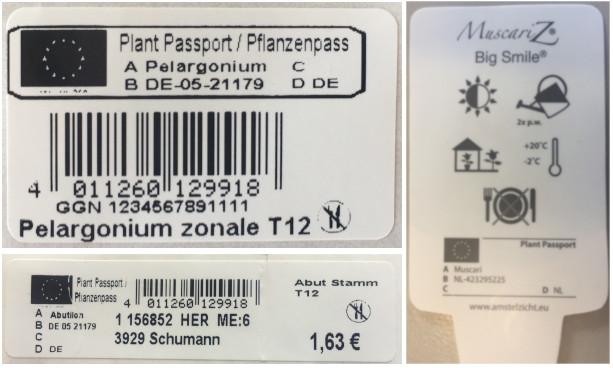 Plant Passport / Pflanzenpass
A Pelargonium C
B DE-05-21179 D DE
4 011260 129918
GGN 1234567891111
Pelargonium zonale T12
Plant Passport /
Pflanzenpass
A Abutilon
B DE 05 21179
C
D DE
4 011260 129918
1 156852 HER ME:6
3929 Schumann
Abut Stamm
T12
1,63 €
MuscariZ®
Big Smile®
2x p.w.
+20°C
-2°C
Plant Passport
A Muscari
B NL-423295225
C D NL
www.amstelzicht.eu